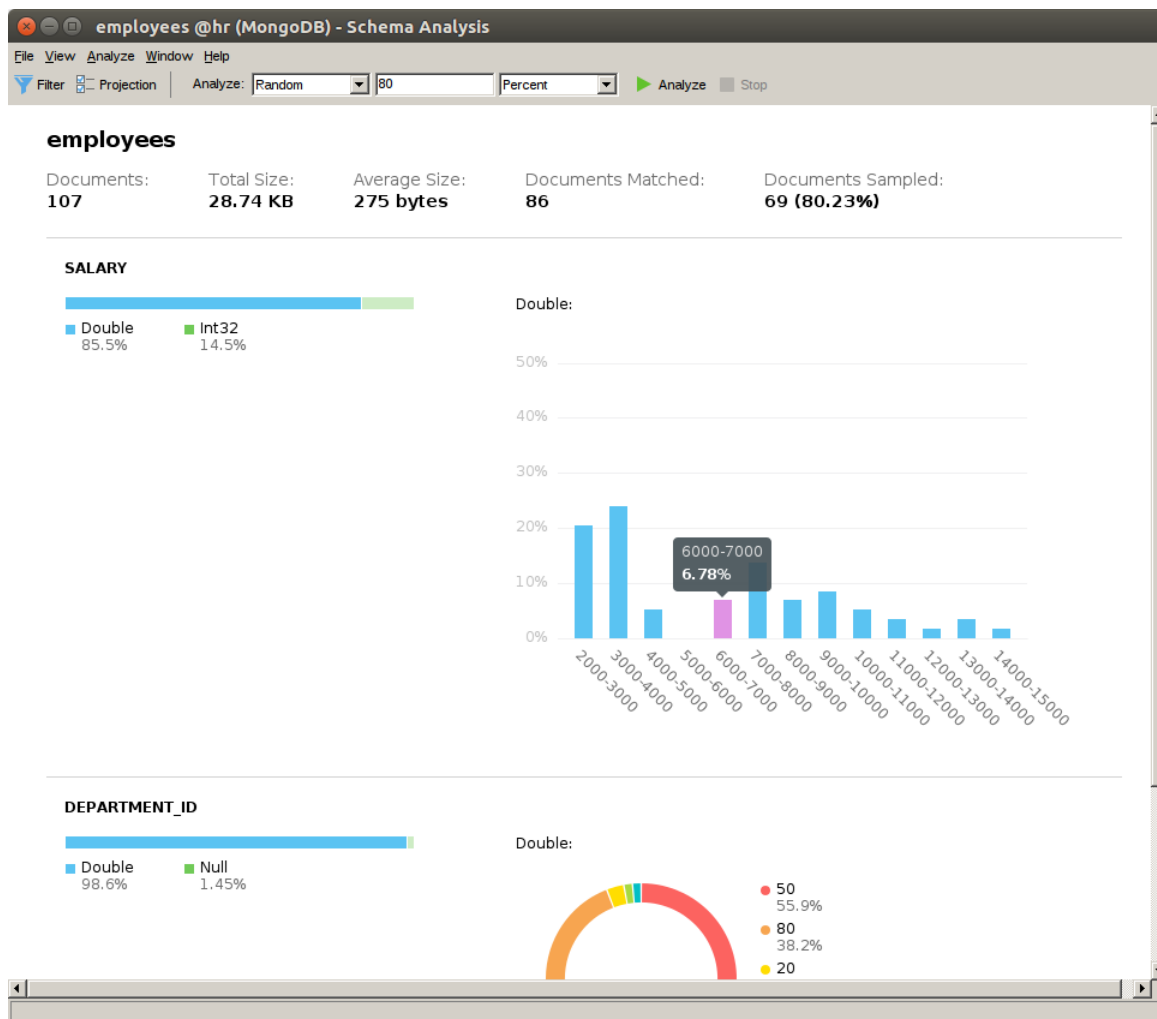 employees @hr (MongoDB) - Schema Analysis
File View Analyze Window Help
Filter Projection Analyze: Random 80 Percent Analyze Stop
employees
Documents: Total Size: Average Size: Documents Matched: Documents Sampled:
107 28.74 KB 275 bytes 86 69 (80.23%)
SALARY
Double:
Double Int32
85.5% 14.5%
50%
40%
30%
20%
6000-7000
6.78%
10%
0%
2000-3000 3000-4000 4000-5000 5000-6000 6000-7000 7000-8000 8000-9000 9000-10000 10000-11000 11000-12000 12000-13000 13000-14000 14000-15000
DEPARTMENT_ID
Double:
Double Null
98.6% 1.45%
50
55.9%
80
38.2%
20